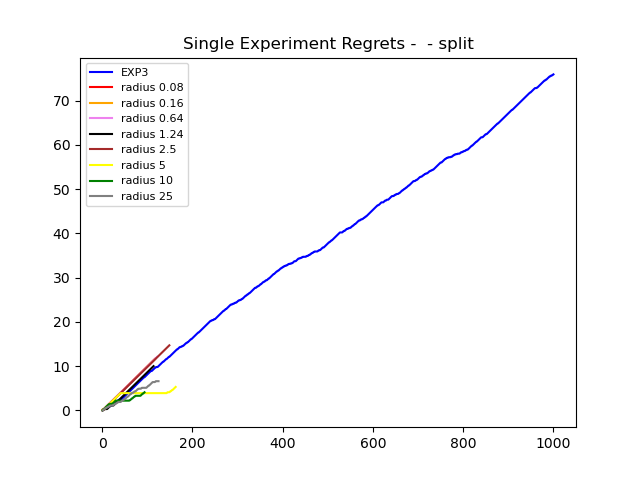 Single Experiment Regrets -  - split
EXP3
radius 0.08
radius 0.16
radius 0.64
radius 1.24
radius 2.5
radius 5
radius 10
radius 25
70
60
50
40
30
20
10
0
0 200 400 600 800 1000